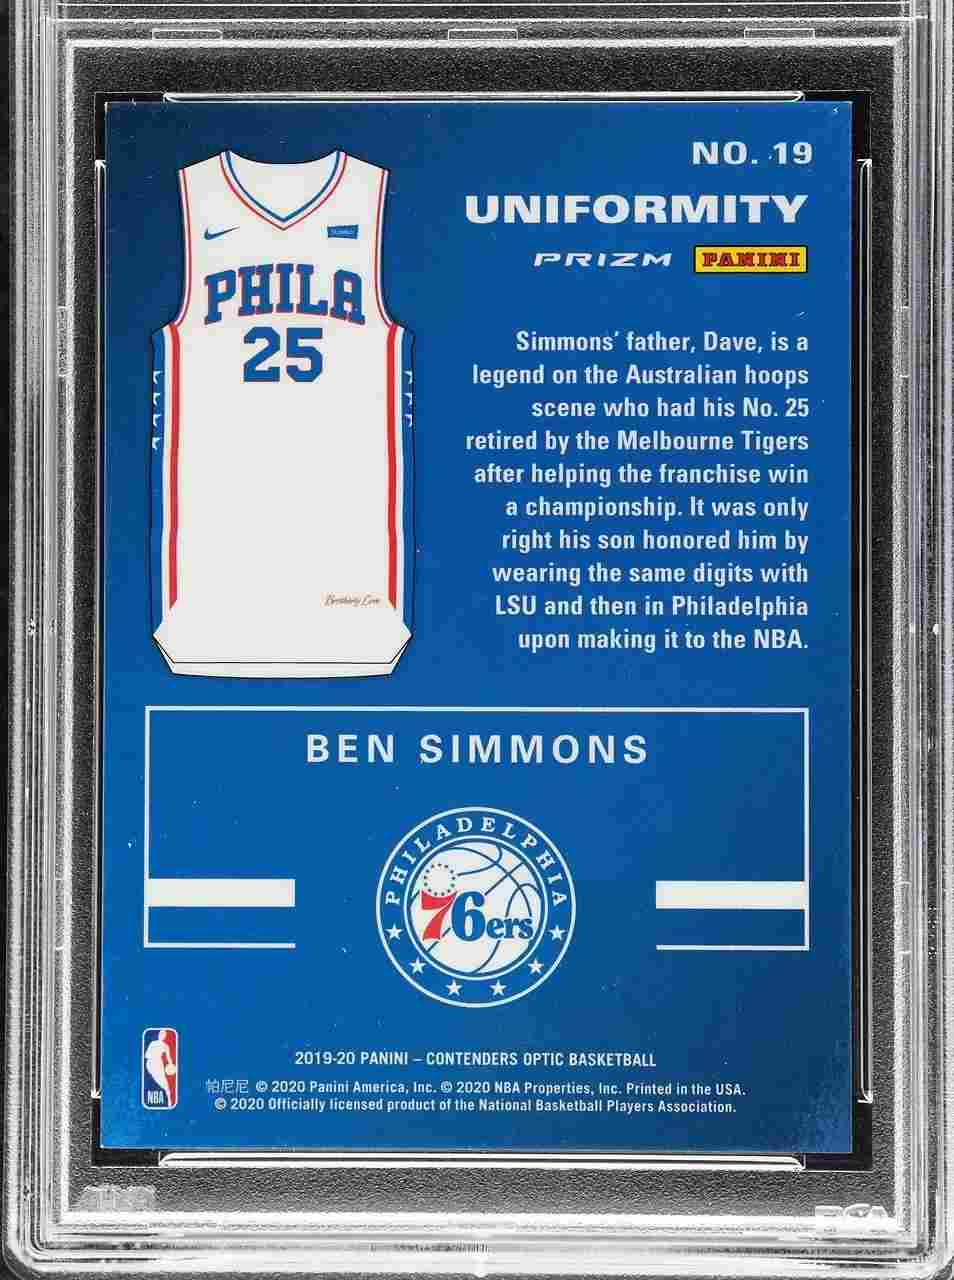 NO. 19
UNIFORMITY
PRIZM PANINI
PHILA
25
Brotherly Love
Simmons' father, Dave, is a
legend on the Australian hoops
scene who had his No. 25
retired by the Melbourne Tigers
after helping the franchise win
a championship. It was only
right his son honored him by
wearing the same digits with
LSU and then in Philadelphia
upon making it to the NBA.
BEN SIMMONS
PHILADELPHIA
76ers
NBA
2019-20 PANINI – CONTENDERS OPTIC BASKETBALL
帕尼尼 © 2020 Panini America, Inc. © 2020 NBA Properties, Inc. Printed in the USA.
© 2020 Officially licensed product of the National Basketball Players Association.
PSA